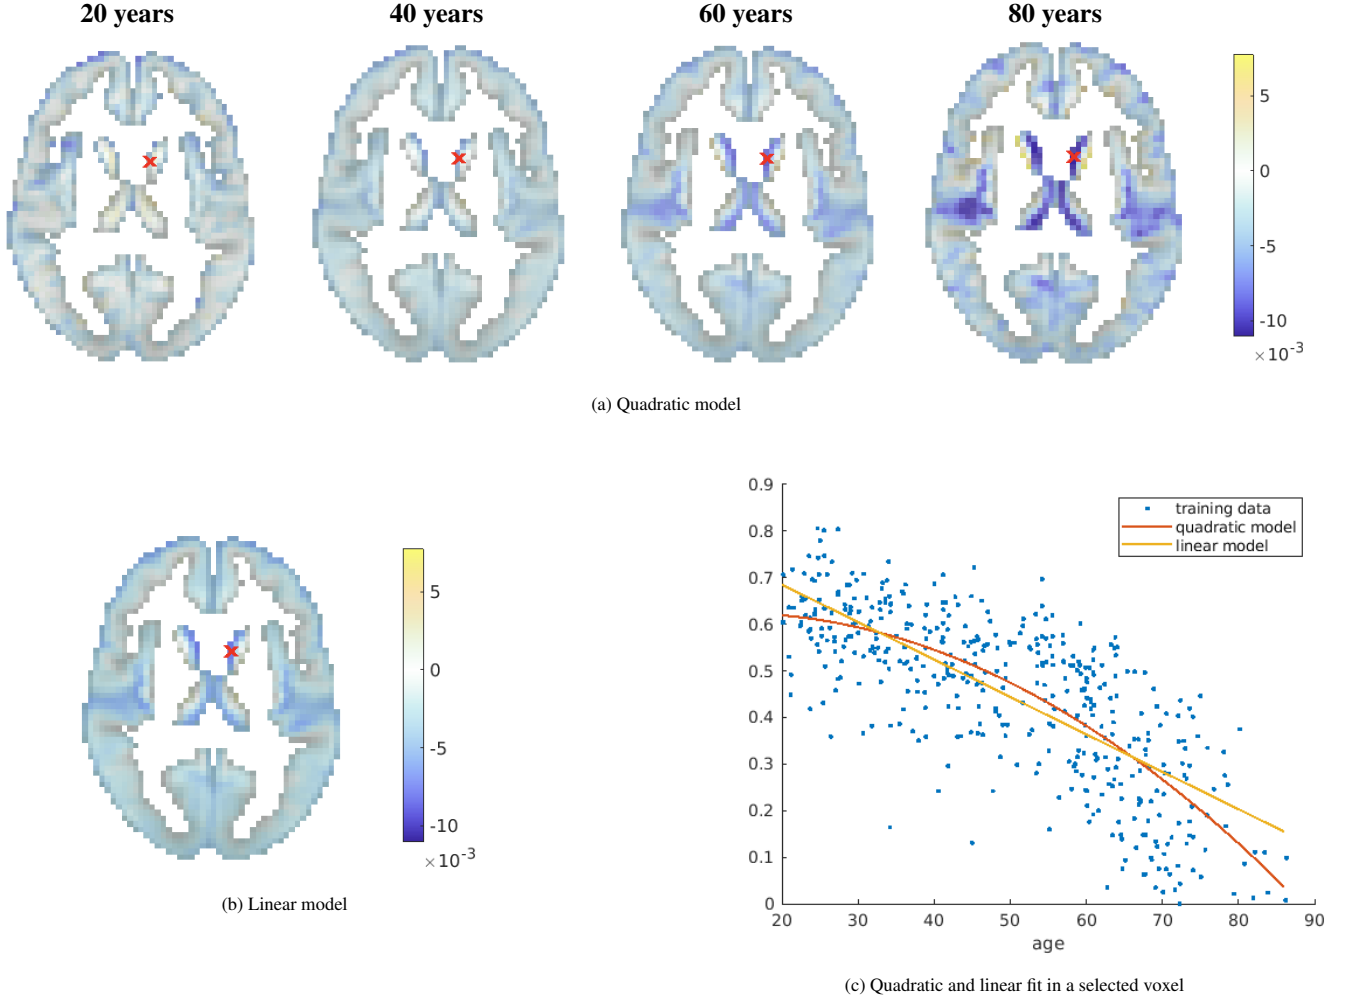 20 years 40 years 60 years 80 years
5
0
-5
-10
×10-3
(a) Quadratic model
5
0
-5
-10
×10-3
(b) Linear model
0.9
0.8
0.7
0.6
0.5
0.4
0.3
0.2
0.1
0
training data
quadratic model
linear model
20 30 40 50 60 70 80 90
age
(c) Quadratic and linear fit in a selected voxel